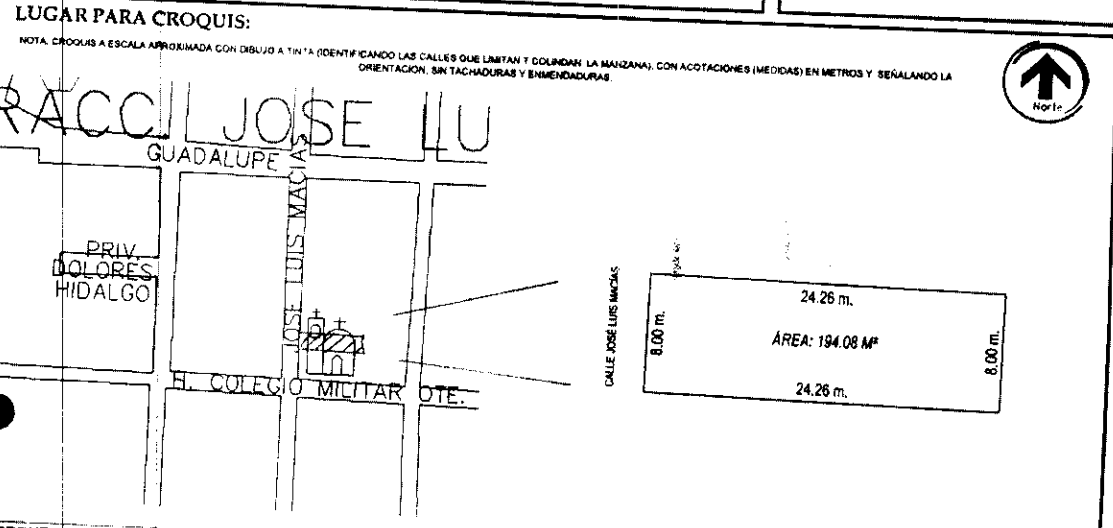 LUGAR PARA CROQUIS:
NOTA, CROQUIS A ESCALA APROXIMADA CON DIBUJO A TINTA (IDENTIFICANDO LAS CALLES QUE LIMITAN Y COLINDAN LA MANZANA), CON ACOTACIONES (MEDIDAS) EN METROS Y SEÑALANDO LA
ORIENTACION, SIN TACHADURAS Y ENMENDADURAS.
Norte
RACC JOSE LU
GUADALUPE
JOSE LUIS MACIAS
PRIV.
DOLORES
HIDALGO
H. COLEGIO MILITAR OTE.
CALLE JOSÉ LUIS MACÍAS
24.26 m.
8.00 m.
ÁREA: 194.08 M²
8.00 m.
24.26 m.